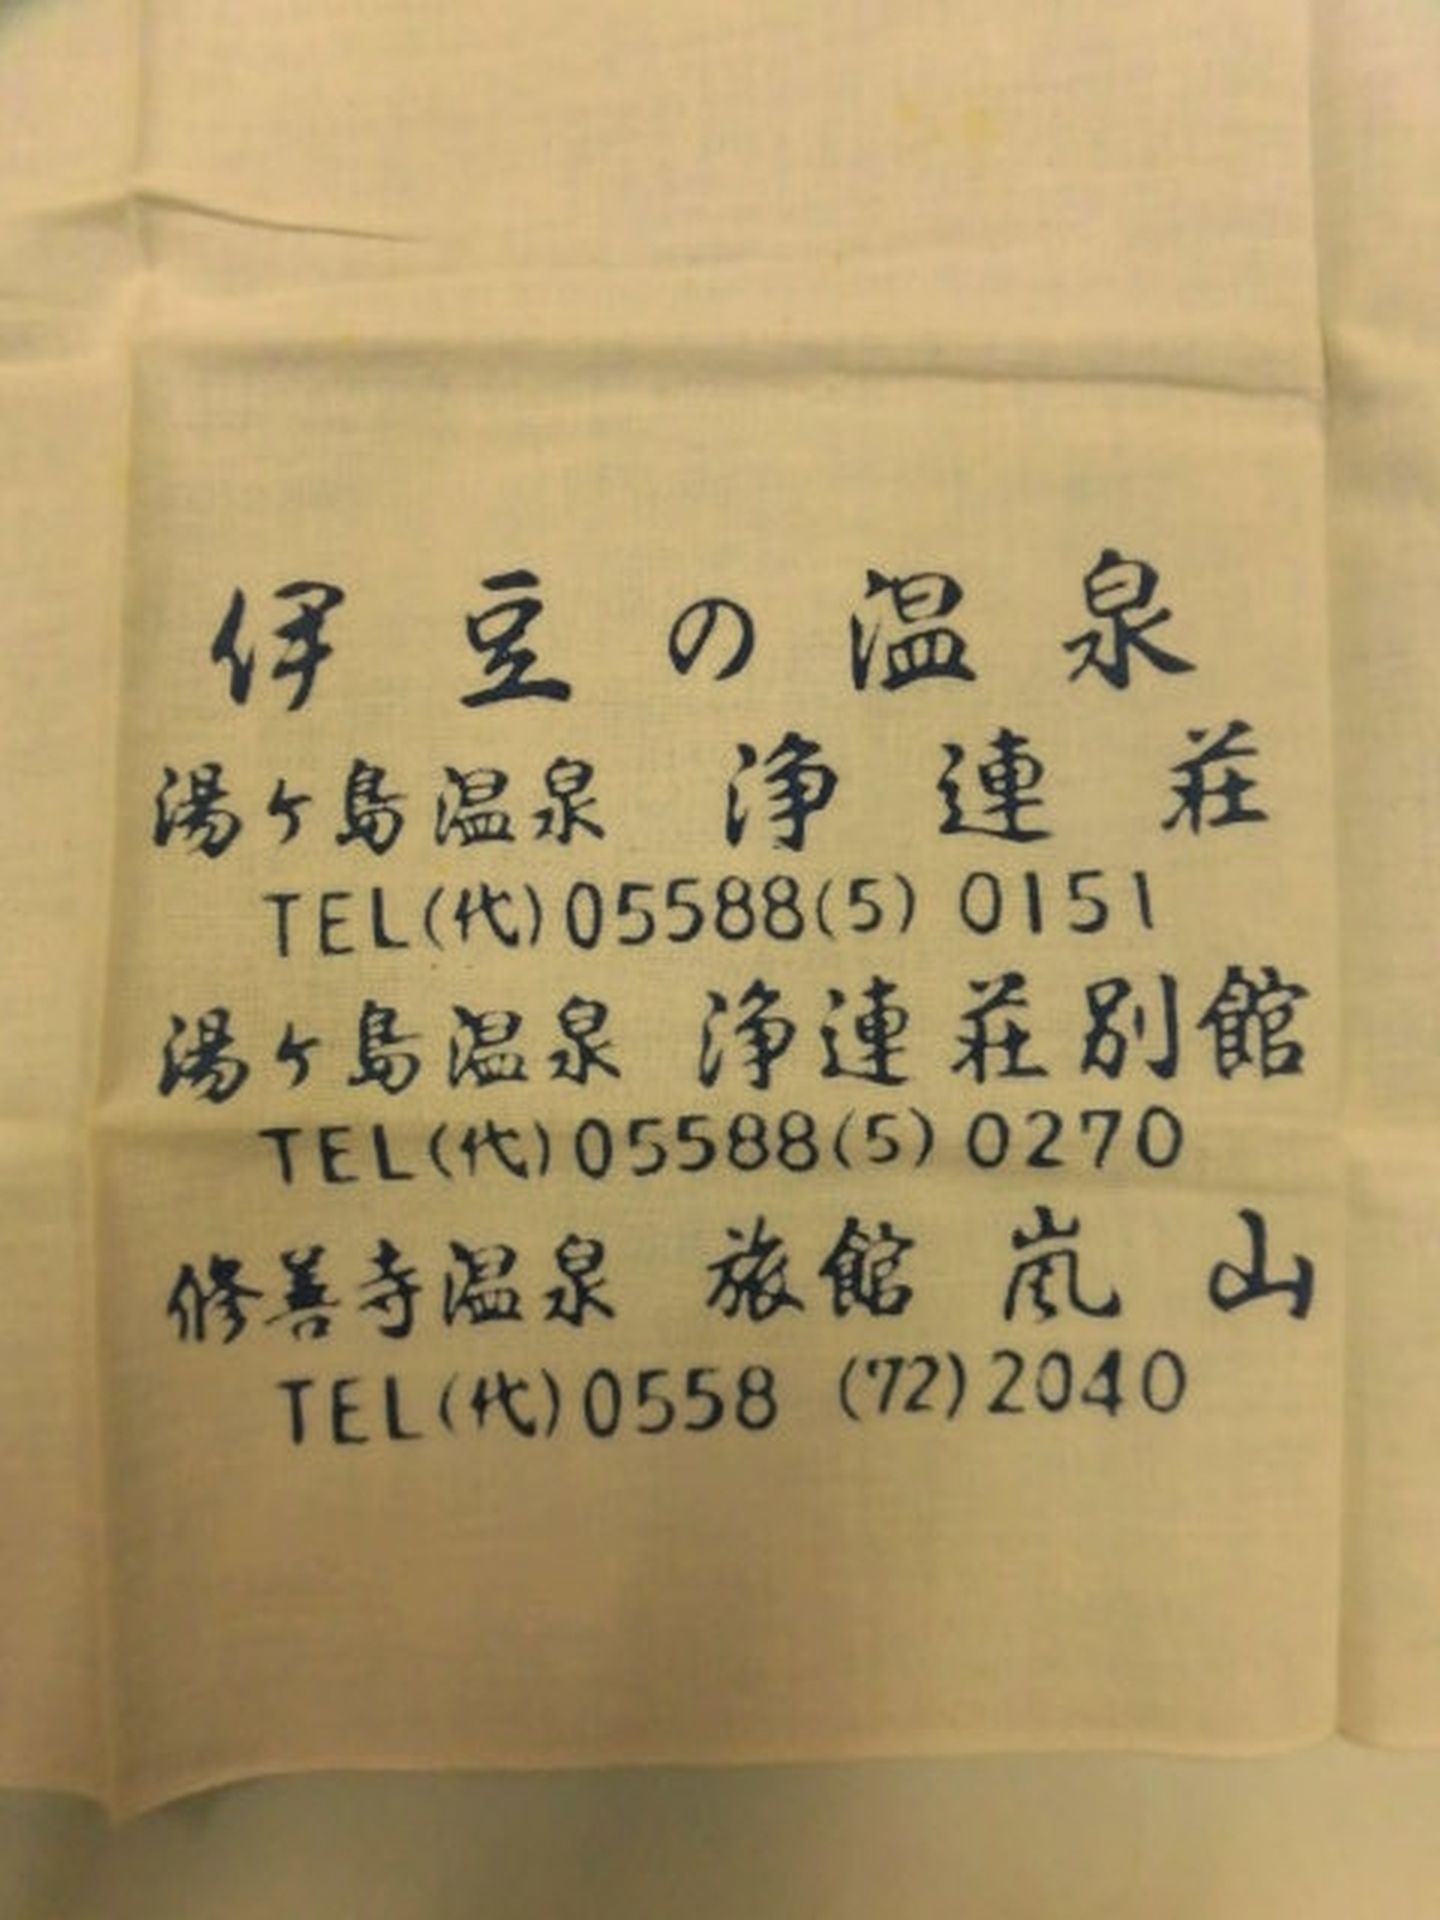 伊豆の温泉
湯ヶ島温泉 浄連荘
TEL(代)05588(5)0151
湯ヶ島温泉 浄連荘別館
TEL(代)05588(5)0270
修善寺温泉 旅館 嵐山
TEL(代)0558 (72)2040